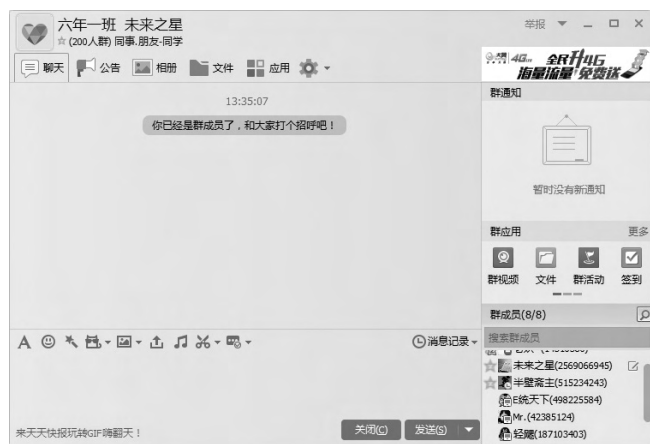 六年一班 未来之星
举报
(200人群) 同事.朋友-同学
聊天 公告 相册 文件 应用
4G 全民升4G
海量流量 免费送
13:35:07
你已经是群成员了，和大家打个招呼吧！
群通知
暂时没有新通知
群应用 更多
群视频 文件 群活动 签到
群成员(8/8)
搜索群成员
未来之星(2569066945)
半壁斋主(515234243)
E统天下(498225584)
Mr.(42385124)
轻飔(187103403)
消息记录
来天天快报玩转GIF嗨翻天！
关闭(C) 发送(S)